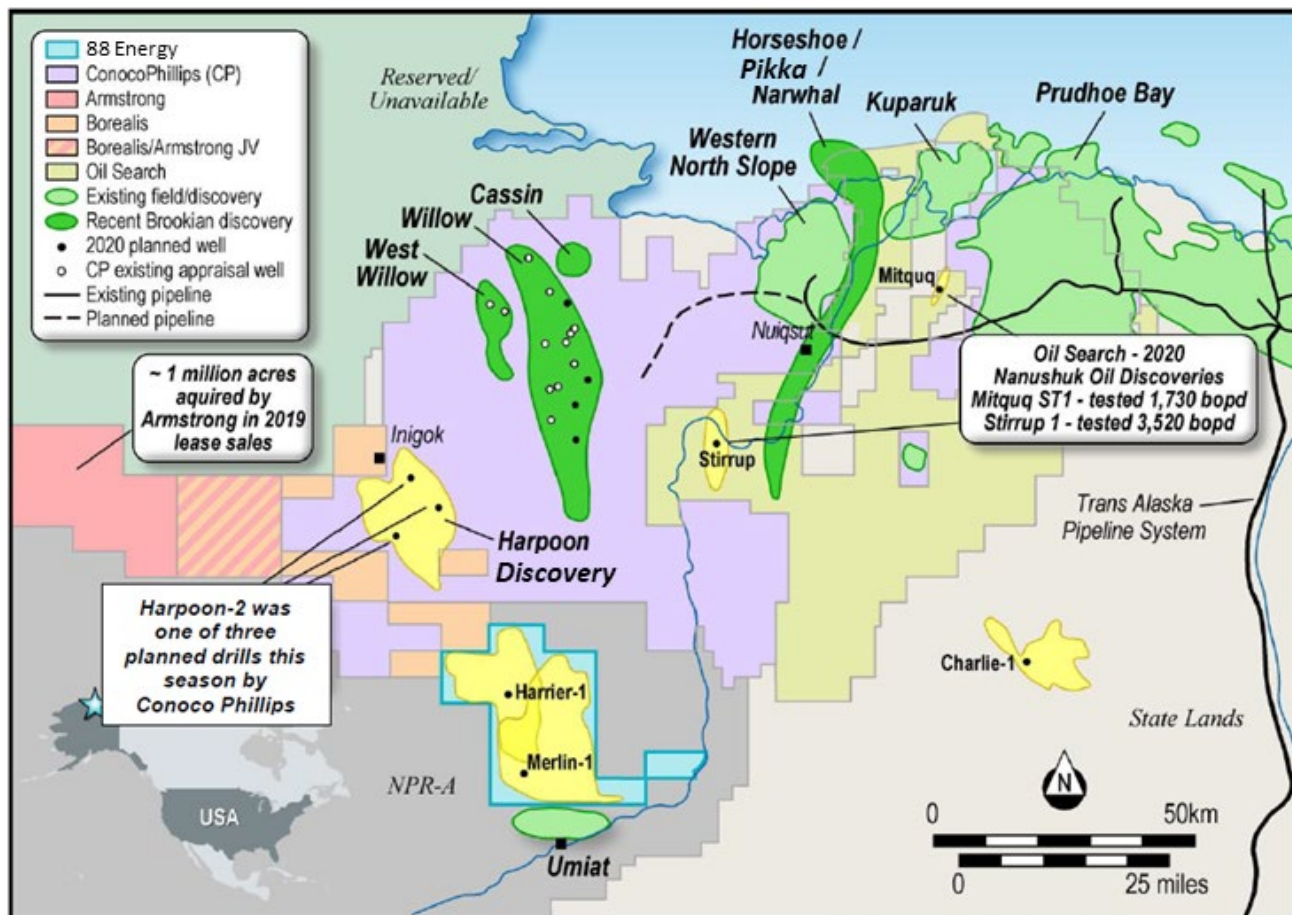 88 Energy
ConocoPhillips (CP)
Armstrong
Borealis
Borealis/Armstrong JV
Oil Search
Existing field/discovery
Recent Brookian discovery
2020 planned well
CP existing appraisal well
Existing pipeline
Planned pipeline
Reserved/
Unavailable
Horseshoe /
Pikka /
Narwhal
Kuparuk
Prudhoe Bay
Western
North Slope
Cassin
Willow
West
Willow
Mitquq
Nuiqsut
~ 1 million acres
aquired by
Armstrong in 2019
lease sales
Oil Search - 2020
Nanushuk Oil Discoveries
Mitquq ST1 - tested 1,730 bopd
Stirrup 1 - tested 3,520 bopd
Inigok
Stirrup
Trans Alaska
Pipeline System
Harpoon
Discovery
Harpoon-2 was
one of three
planned drills this
season by
Conoco Phillips
Charlie-1
Harrier-1
State Lands
Merlin-1
NPR-A
USA
Umiat
N
0
50km
0
25 miles